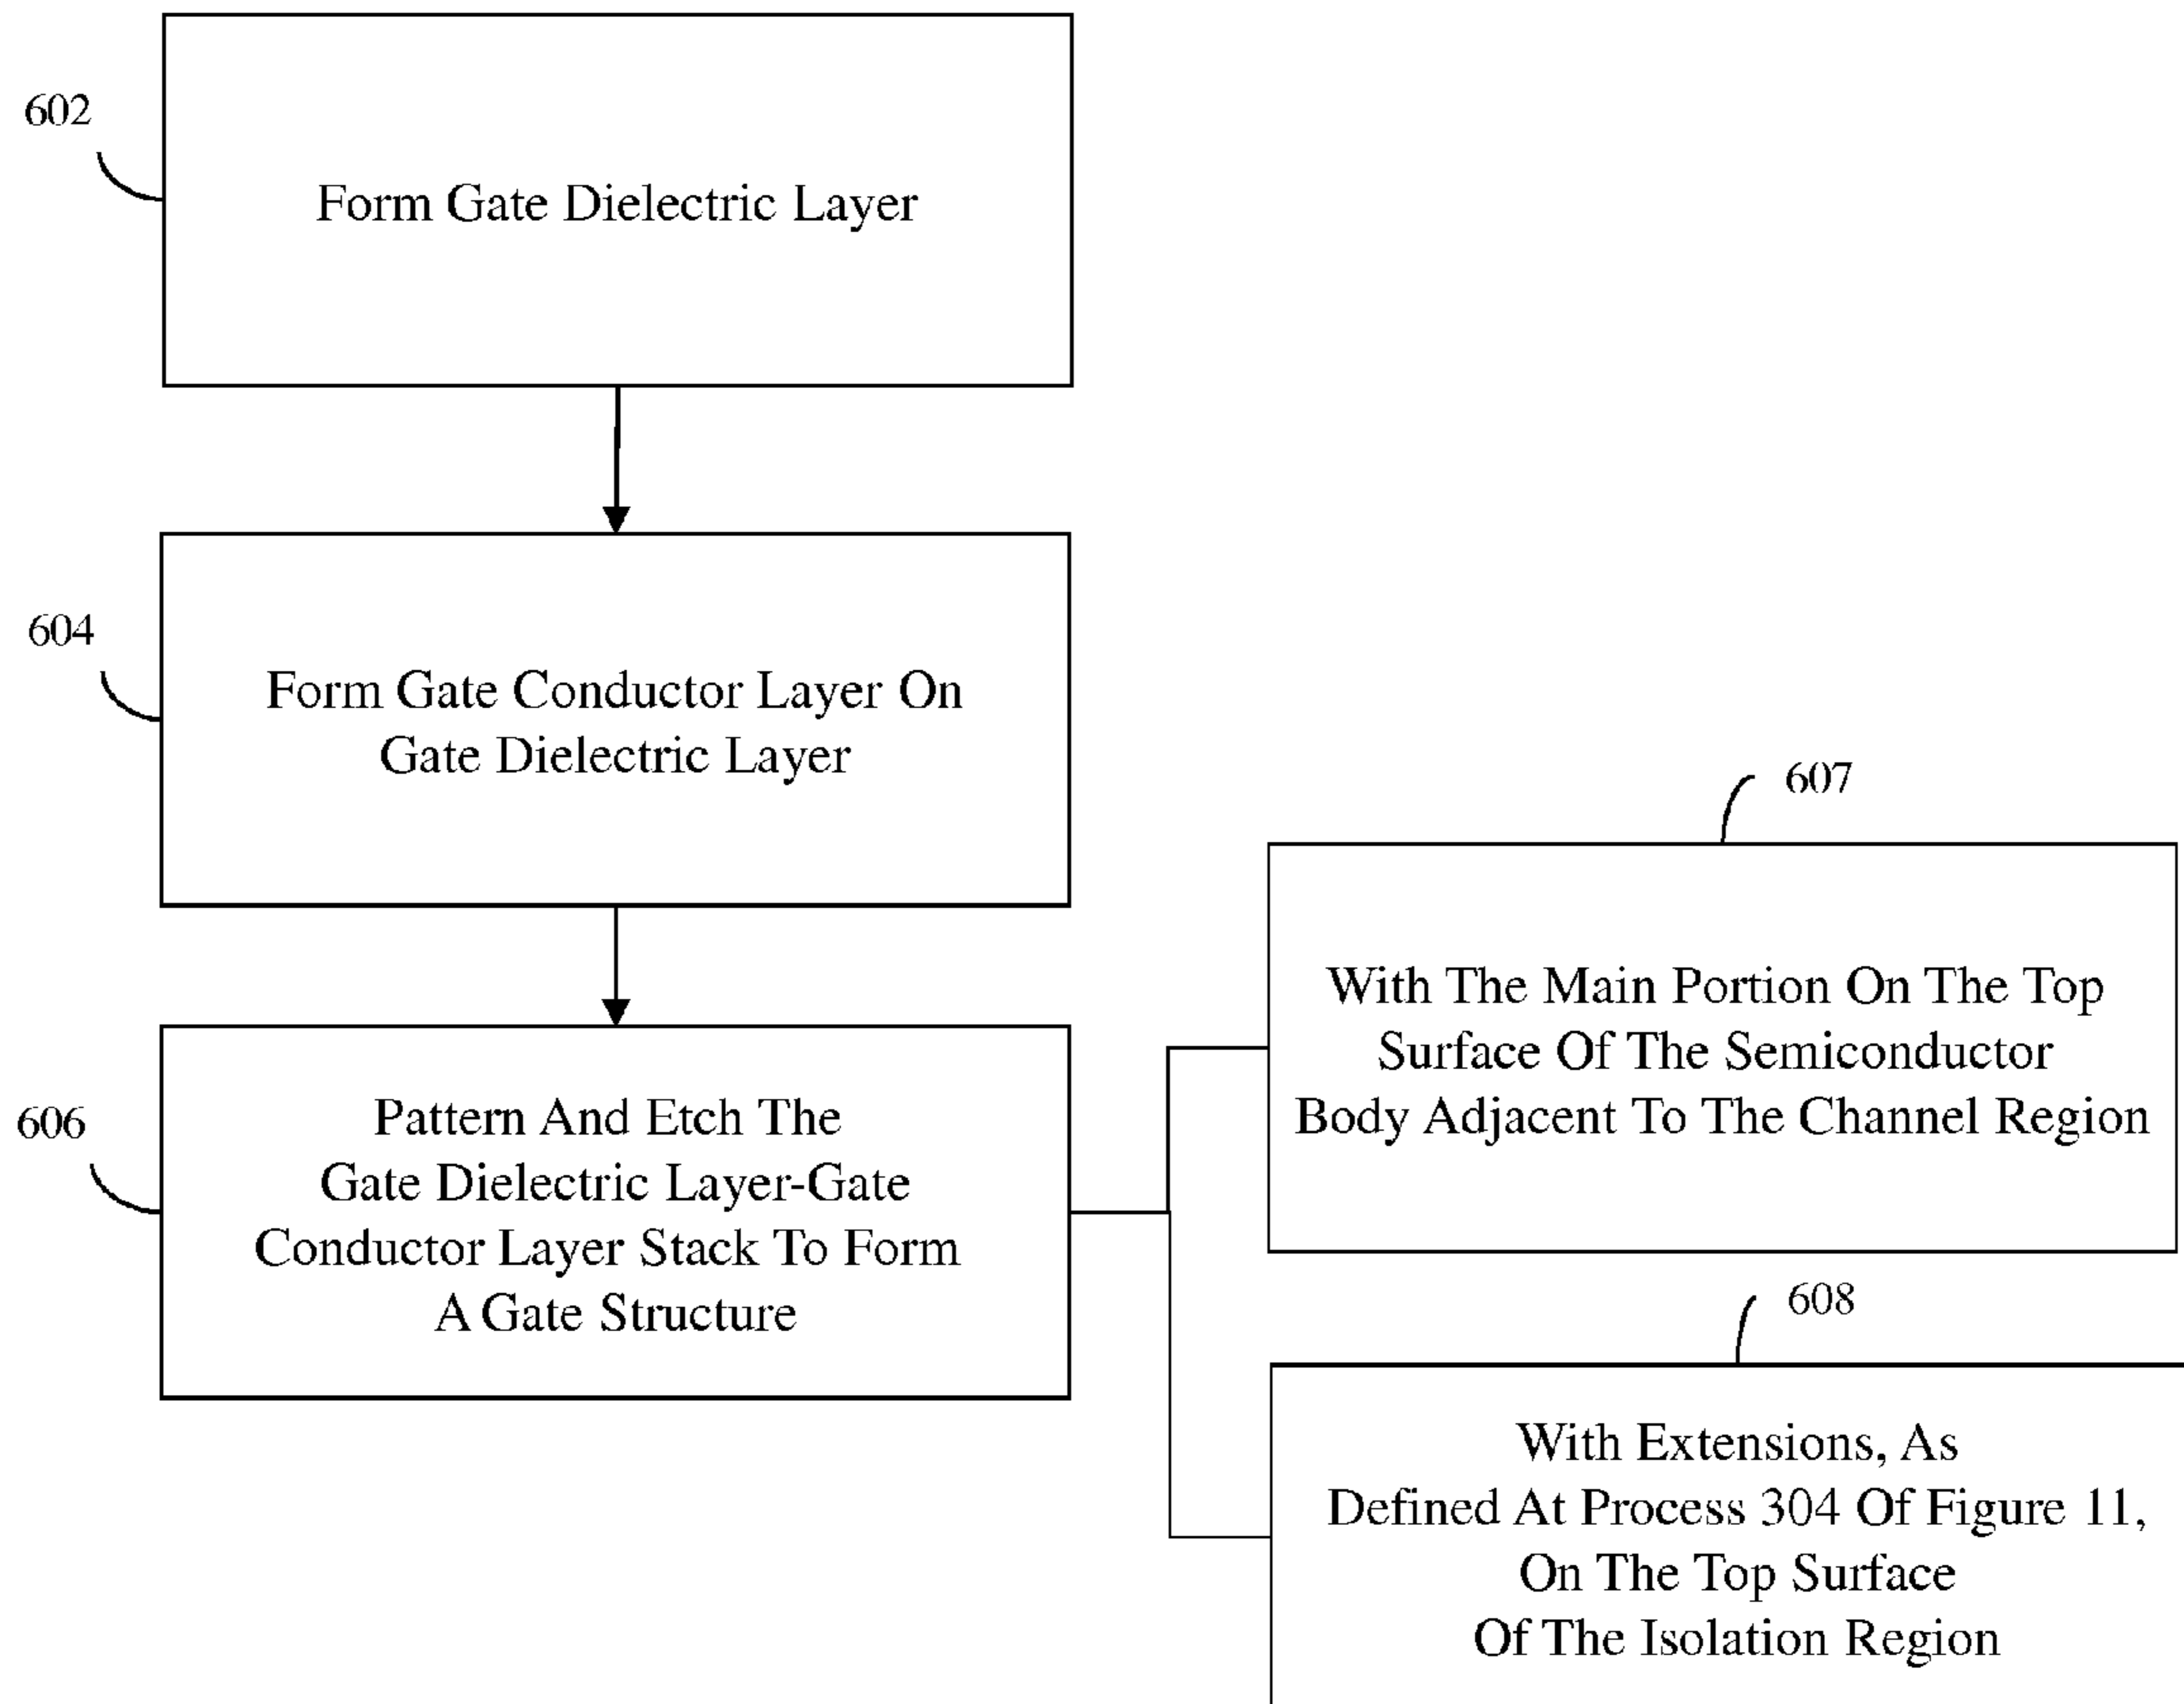 602
Form Gate Dielectric Layer
604
Form Gate Conductor Layer On
Gate Dielectric Layer
606
Pattern And Etch The
Gate Dielectric Layer-Gate
Conductor Layer Stack To Form
A Gate Structure
607
With The Main Portion On The Top
Surface Of The Semiconductor
Body Adjacent To The Channel Region
608
With Extensions, As
Defined At Process 304 Of Figure 11,
On The Top Surface
Of The Isolation Region